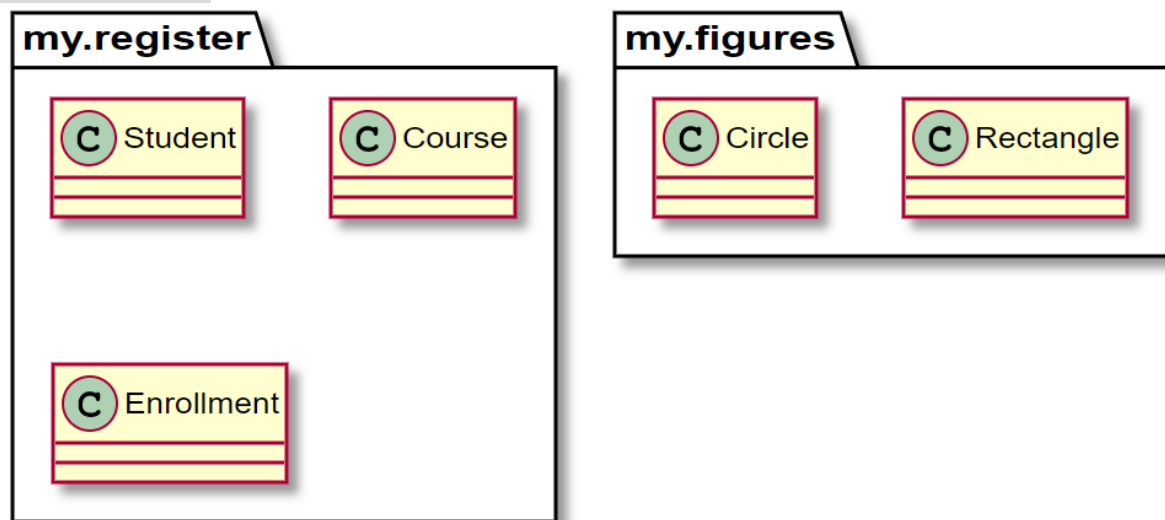 my.register
C Student
C Course
C Enrollment
my.figures
C Circle
C Rectangle